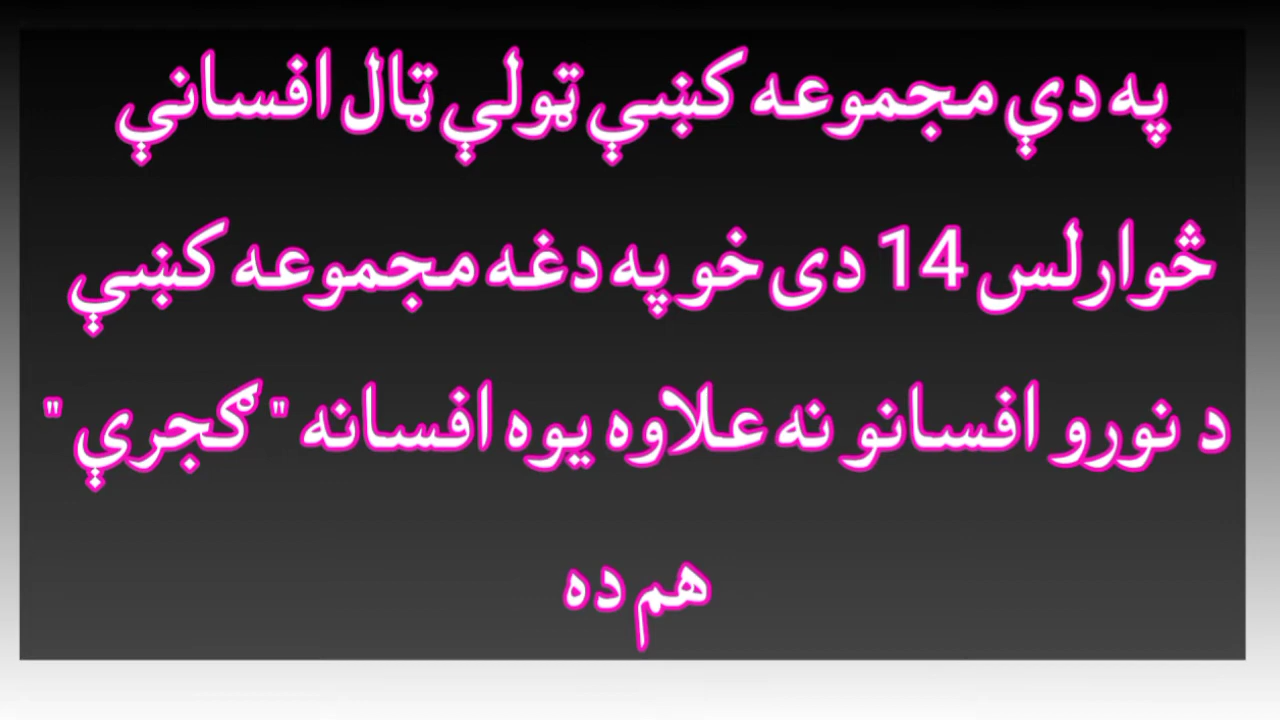 په دې مجموعه کښې ټولې ټال افسانې
څوارلس 14 دی خو په دغه مجموعه کښې
د نورو افسانو نه علاوه یوه افسانه " ګجرې "
هم ده